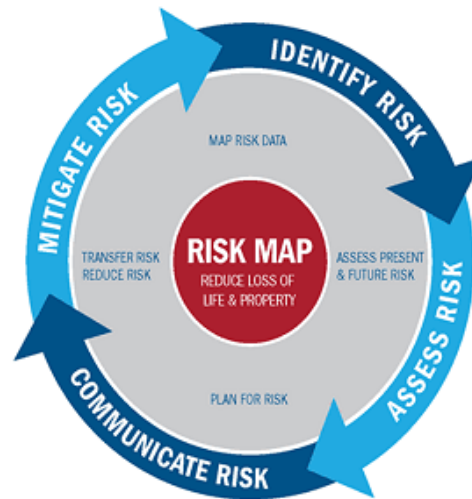 IDENTIFY RISK
MITIGATE RISK
MAP RISK DATA
TRANSFER RISK
REDUCE RISK
RISK MAP
REDUCE LOSS OF
LIFE & PROPERTY
ASSESS PRESENT
& FUTURE RISK
ASSESS RISK
PLAN FOR RISK
COMMUNICATE RISK